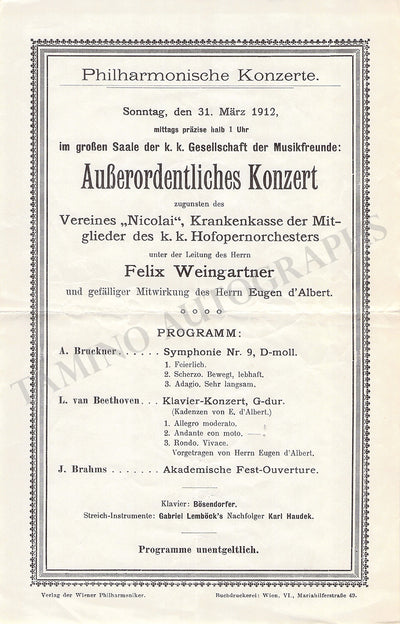 Philharmonische Konzerte.
Sonntag, den 31. März 1912,
mittags präzise halb 1 Uhr
im großen Saale der k. k. Gesellschaft der Musikfreunde:
Außerordentliches Konzert
zugunsten des
Vereines „Nicolai“, Krankenkasse der Mit-
glieder des k. k. Hofopernorchesters
unter der Leitung des Herrn
Felix Weingartner
und gefälliger Mitwirkung des Herrn Eugen d'Albert.
PROGRAMM:
A. Bruckner . . . . . . Symphonie Nr. 9, D-moll.
1. Feierlich.
2. Scherzo. Bewegt, lebhaft.
3. Adagio. Sehr langsam.
L. van Beethoven . . . Klavier-Konzert, G-dur.
(Kadenzen von E. d'Albert.)
1. Allegro moderato.
2. Andante con moto.
3. Rondo. Vivace.
Vorgetragen von Herrn Eugen d'Albert.
J. Brahms . . . . . . . Akademische Fest-Ouverture.
Klavier: Bösendorfer.
Streich-Instrumente: Gabriel Lemböck's Nachfolger Karl Haudek.
Programme unentgeltlich.
Verlag der Wiener Philharmoniker. Buchdruckerei: Wien, VI., Mariahilferstraße 49.
TAMINO AUTOGRAPHS